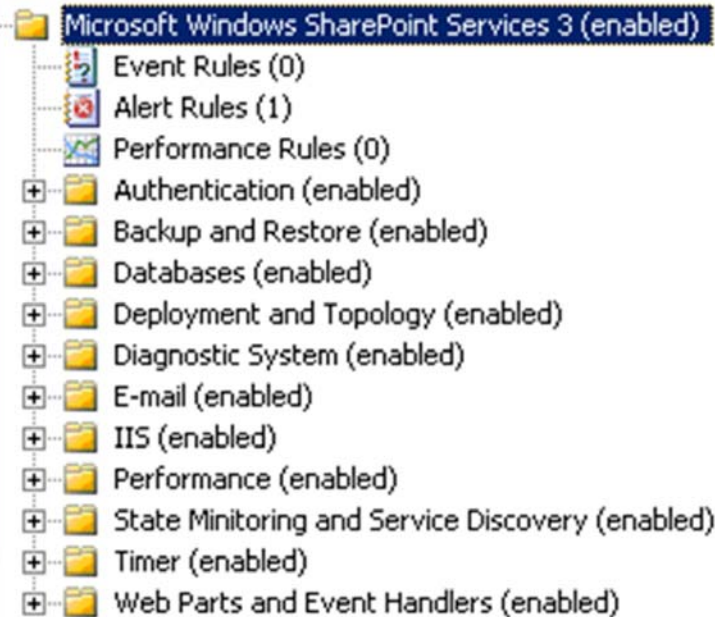 Microsoft Windows SharePoint Services 3 (enabled)
Event Rules (0)
Alert Rules (1)
Performance Rules (0)
Authentication (enabled)
Backup and Restore (enabled)
Databases (enabled)
Deployment and Topology (enabled)
Diagnostic System (enabled)
E-mail (enabled)
IIS (enabled)
Performance (enabled)
State Minitoring and Service Discovery (enabled)
Timer (enabled)
Web Parts and Event Handlers (enabled)